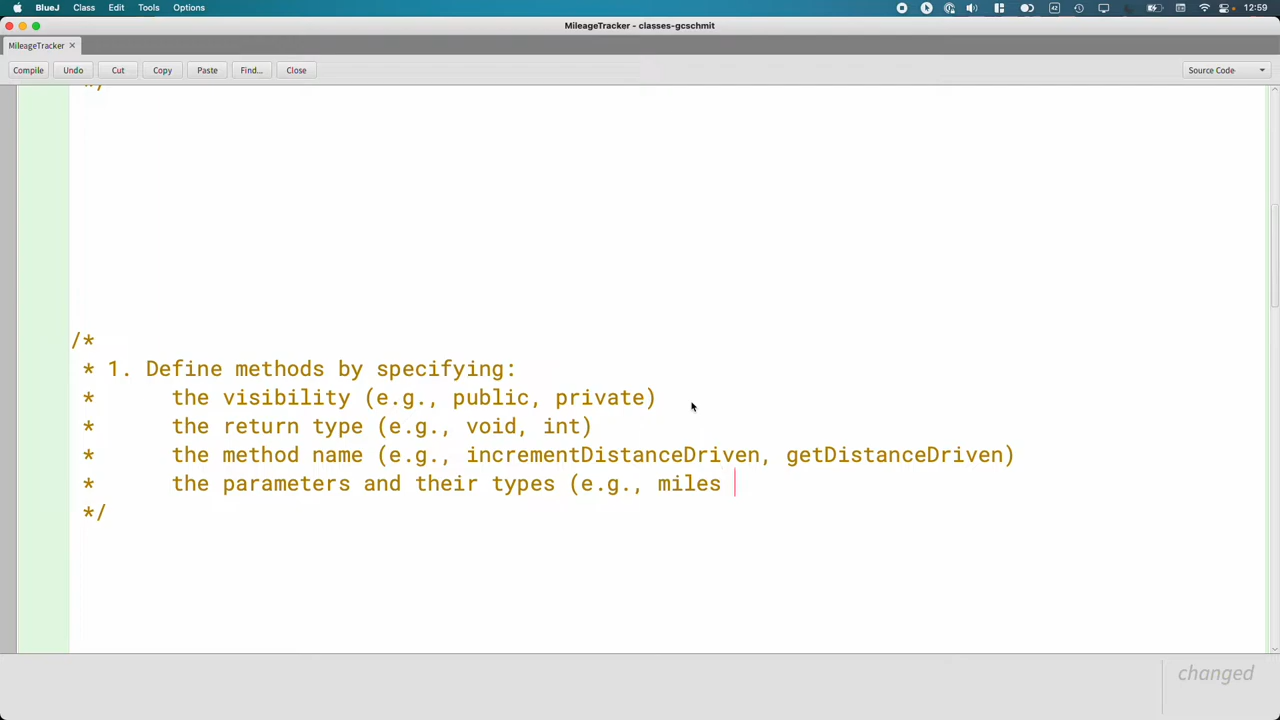 BlueJ Class Edit Tools Options 12:59
MileageTracker - classes-gcschmit
MileageTracker ×
Compile Undo Cut Copy Paste Find... Close Source Code
*/
/*
* 1. Define methods by specifying:
* the visibility (e.g., public, private)
* the return type (e.g., void, int)
* the method name (e.g., incrementDistanceDriven, getDistanceDriven)
* the parameters and their types (e.g., miles
*/
changed